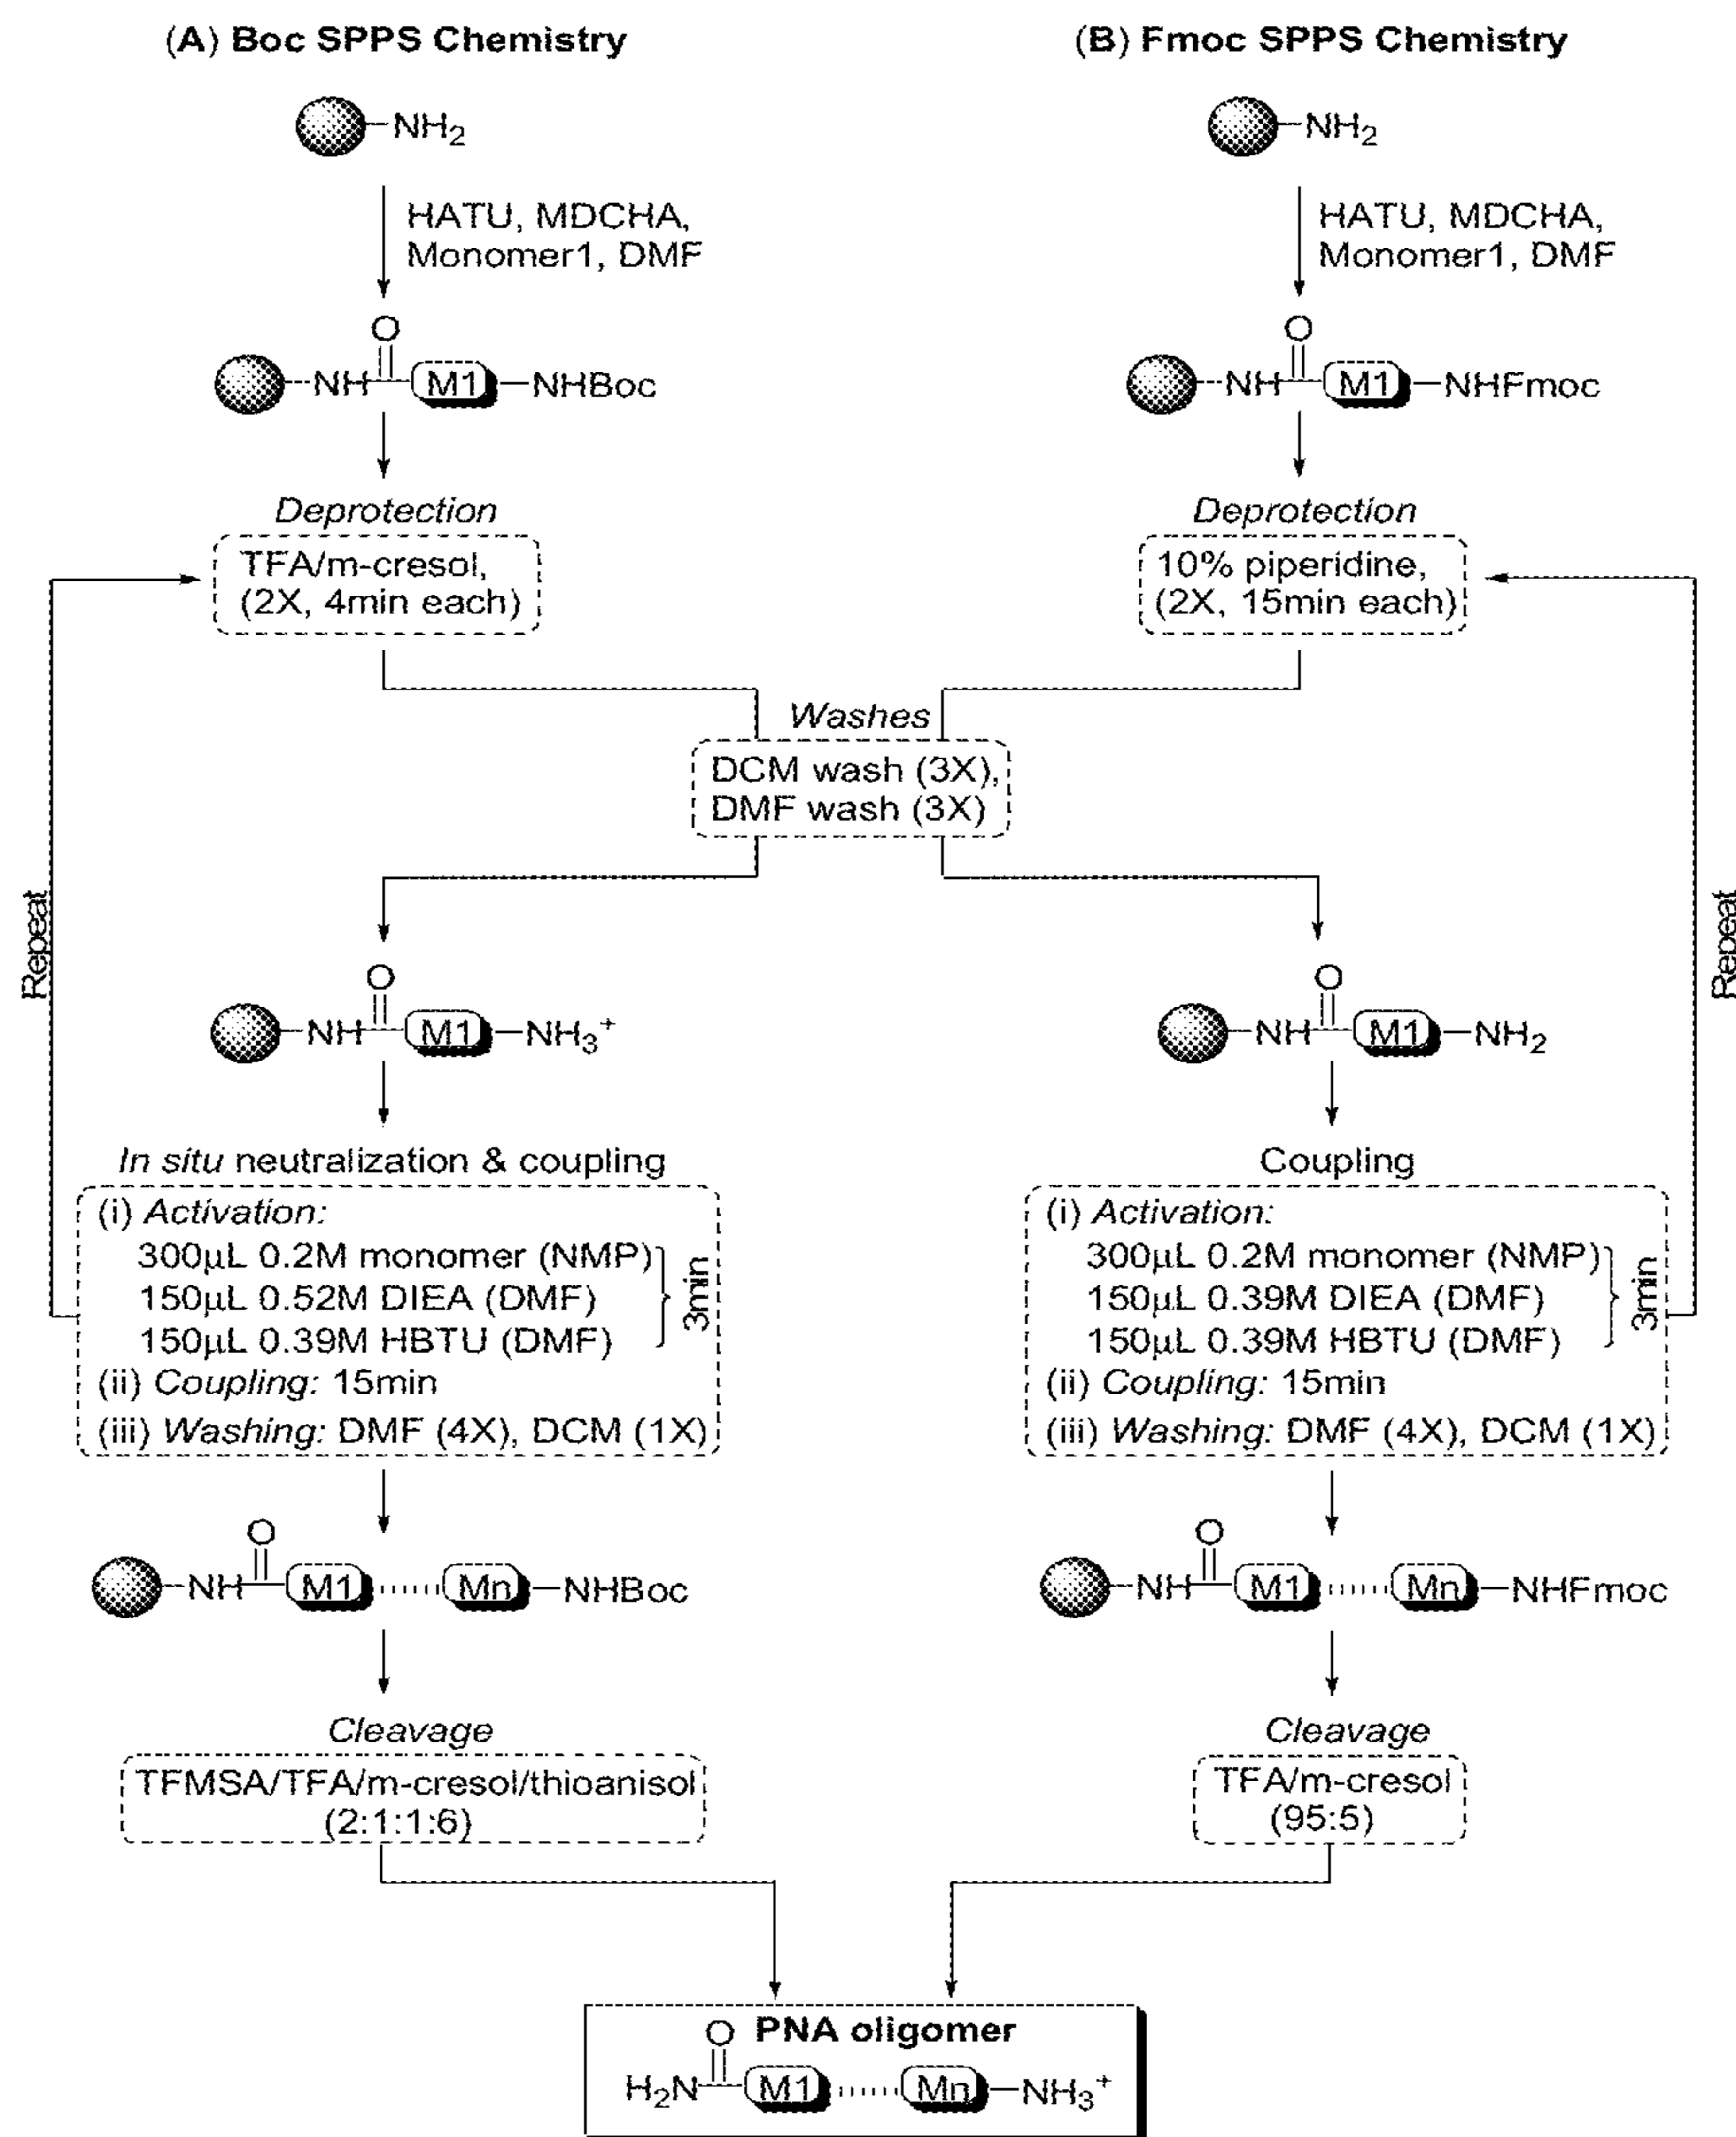 (A) Boc SPPS Chemistry
NH2
HATU, MDCHA,
Monomer1, DMF
O
NH M1 NHBoc
Deprotection
TFA/m-cresol,
(2X, 4min each)
(B) Fmoc SPPS Chemistry
NH2
HATU, MDCHA,
Monomer1, DMF
O
NH M1 NHFmoc
Deprotection
10% piperidine,
(2X, 15min each)
Washes
DCM wash (3X),
DMF wash (3X)
Repeat
O
NH M1 NH3+
In situ neutralization & coupling
(i) Activation:
300µL 0.2M monomer (NMP)
150µL 0.52M DIEA (DMF)
150µL 0.39M HBTU (DMF)
3min
(ii) Coupling: 15min
(iii) Washing: DMF (4X), DCM (1X)
O
NH M1 Mn NHBoc
Cleavage
TFMSA/TFA/m-cresol/thioanisol
(2:1:1:6)
Repeat
O
NH M1 NH2
Coupling
(i) Activation:
300µL 0.2M monomer (NMP)
150µL 0.39M DIEA (DMF)
150µL 0.39M HBTU (DMF)
3min
(ii) Coupling: 15min
(iii) Washing: DMF (4X), DCM (1X)
O
NH M1 Mn NHFmoc
Cleavage
TFA/m-cresol
(95:5)
PNA oligomer
O
H2N M1 Mn NH3+